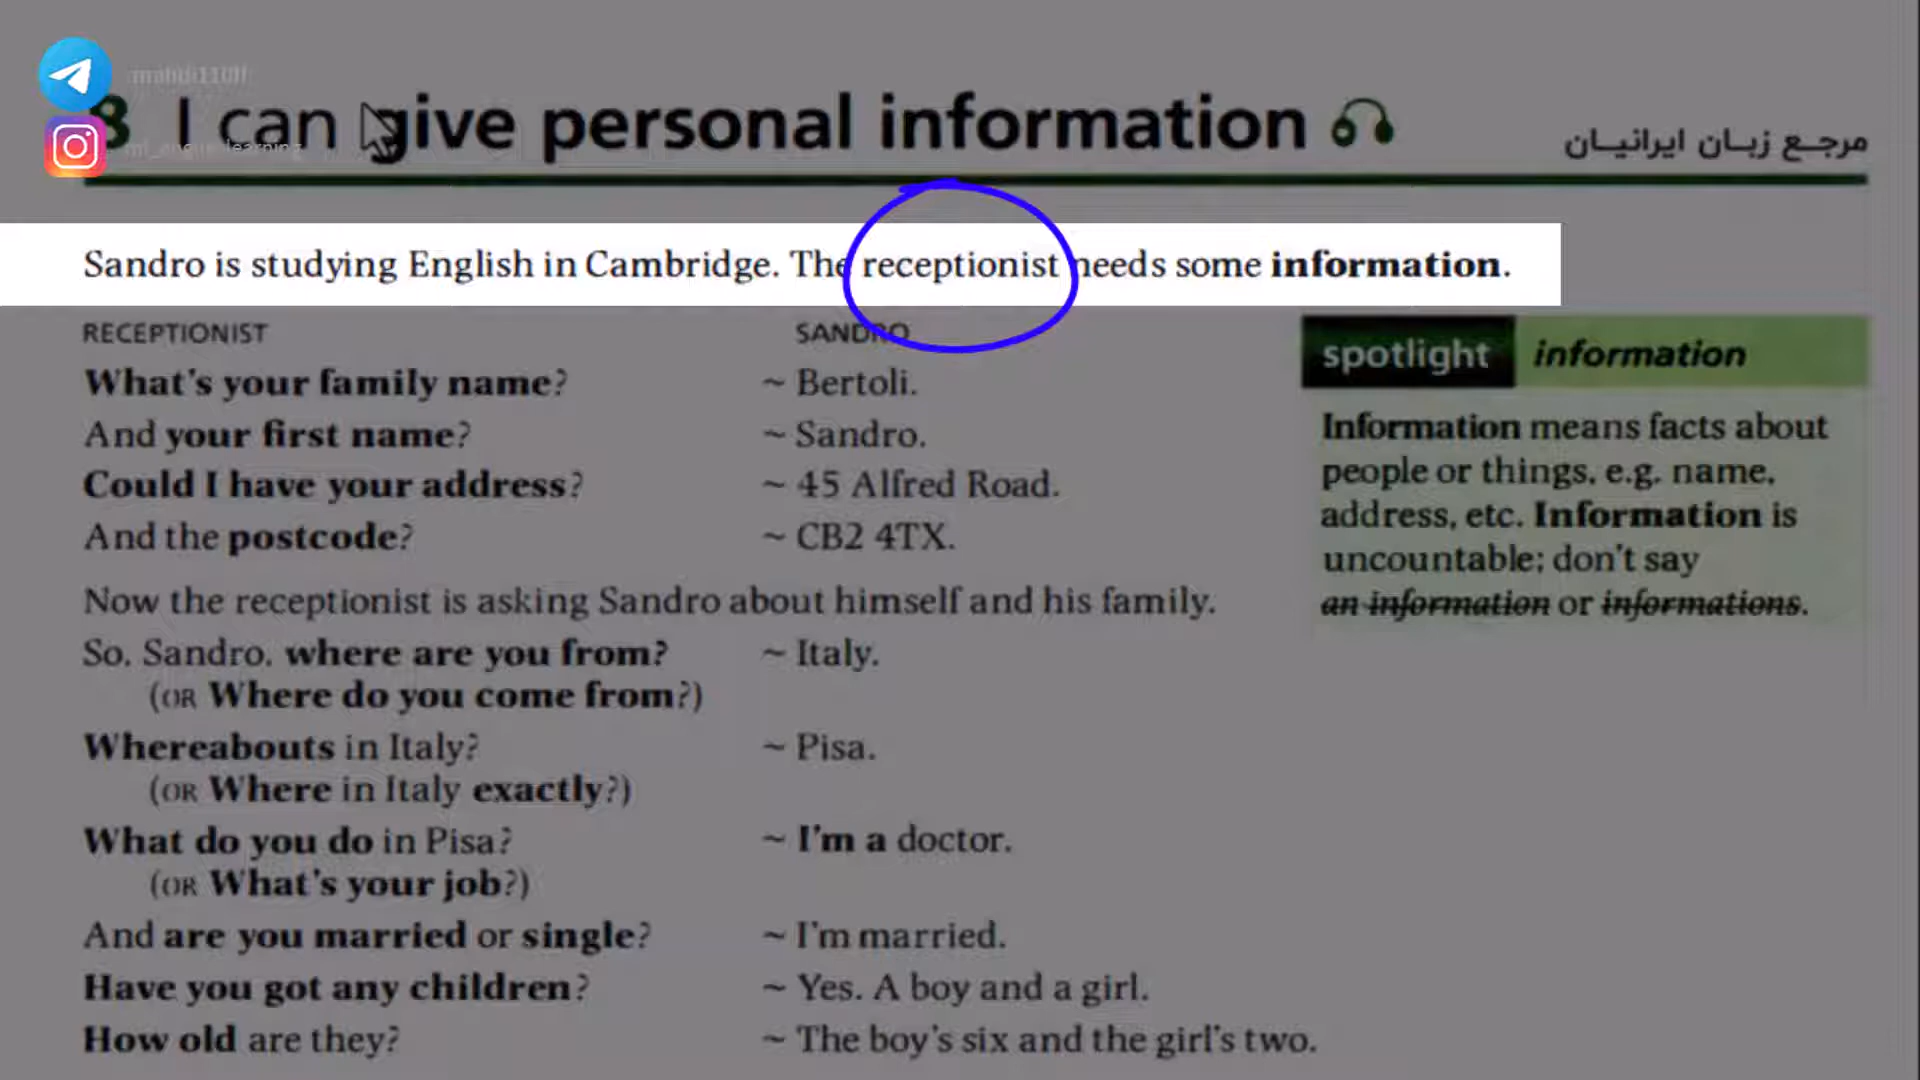 8 I can give personal information
مرجع زبان ایرانیان
Sandro is studying English in Cambridge. The receptionist needs some information.
RECEPTIONIST SANDRO
What's your family name? ~ Bertoli.
And your first name? ~ Sandro.
Could I have your address? ~ 45 Alfred Road.
And the postcode? ~ CB2 4TX.
Now the receptionist is asking Sandro about himself and his family.
So, Sandro, where are you from? ~ Italy.
(OR Where do you come from?)
Whereabouts in Italy? ~ Pisa.
(OR Where in Italy exactly?)
What do you do in Pisa? ~ I'm a doctor.
(OR What's your job?)
And are you married or single? ~ I'm married.
Have you got any children? ~ Yes. A boy and a girl.
How old are they? ~ The boy's six and the girl's two.
spotlight information
Information means facts about
people or things, e.g. name,
address, etc. Information is
uncountable; don't say
an information or informations.